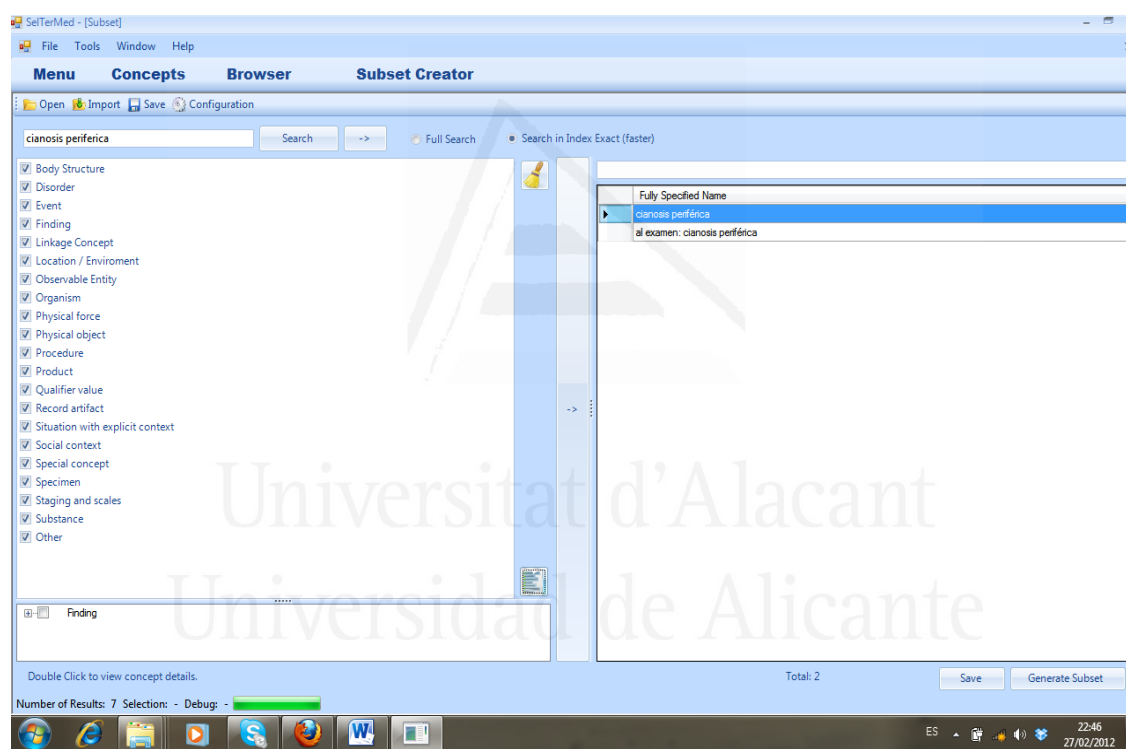 SelTerMed - [Subset]
File Tools Window Help
Menu Concepts Browser Subset Creator
Open Import Save Configuration
cianosis periferica Search -> Full Search Search in Index Exact (faster)
Body Structure
Disorder
Event
Finding
Linkage Concept
Location / Enviroment
Observable Entity
Organism
Physical force
Physical object
Procedure
Product
Qualifier value
Record artifact
Situation with explicit context
Social context
Special concept
Specimen
Staging and scales
Substance
Other
->
Fully Specified Name
cianosis periférica
al examen: cianosis periférica
Universitat d'Alacant
Universidad de Alicante
Finding
Double Click to view concept details.
Total: 2 Save Generate Subset
Number of Results: 7 Selection: - Debug: -
ES 22:46
27/02/2012